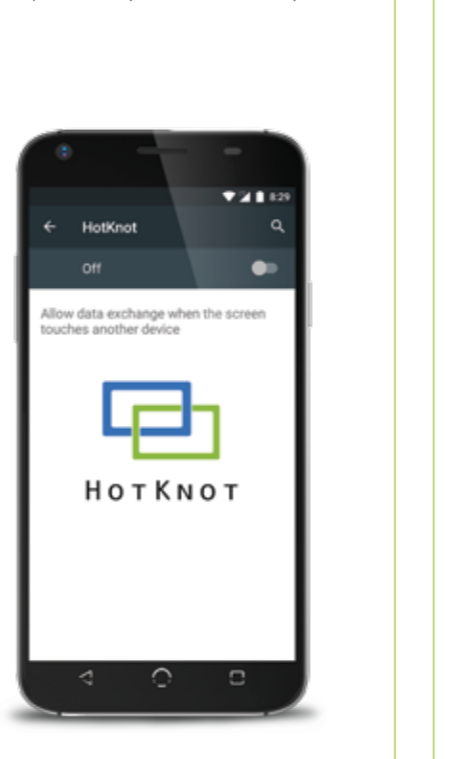 8:29
HotKnot
Off
Allow data exchange when the screen
touches another device
HOTKNOT